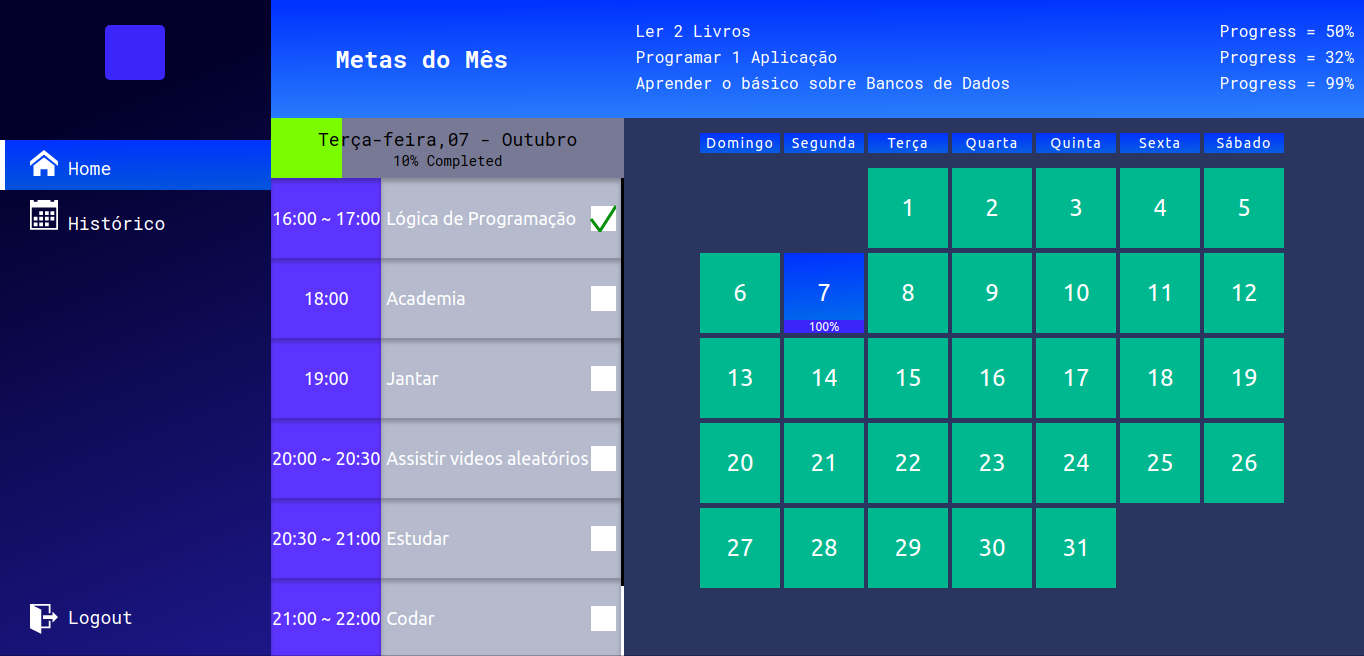 Metas do Mês
Ler 2 Livros Progress = 50%
Programar 1 Aplicação Progress = 32%
Aprender o básico sobre Bancos de Dados Progress = 99%
Home
Histórico
Logout
Terça-feira,07 - Outubro
10% Completed
16:00 ~ 17:00 Lógica de Programação
18:00 Academia
19:00 Jantar
20:00 ~ 20:30 Assistir videos aleatórios
20:30 ~ 21:00 Estudar
21:00 ~ 22:00 Codar
Domingo Segunda Terça Quarta Quinta Sexta Sábado
1 2 3 4 5
6 7 8 9 10 11 12
100%
13 14 15 16 17 18 19
20 21 22 23 24 25 26
27 28 29 30 31